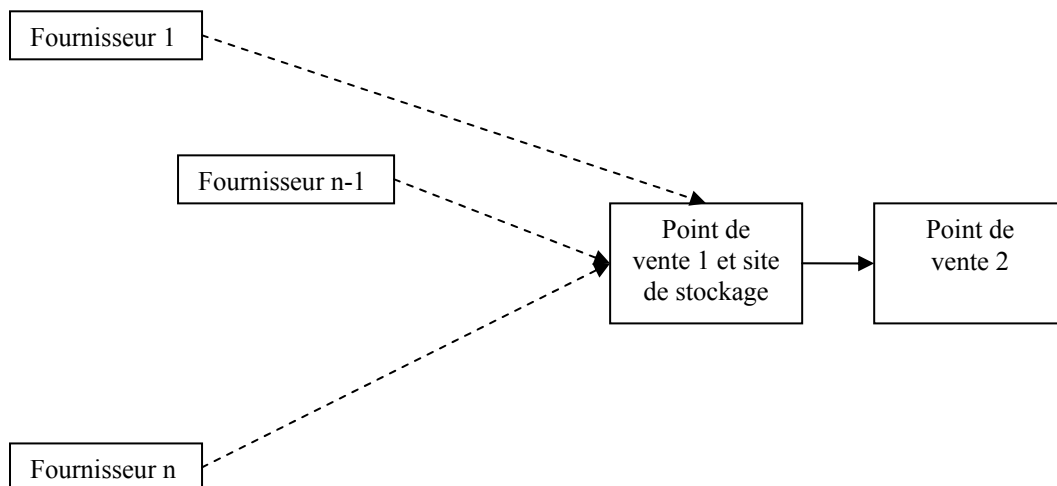 Fournisseur 1
Fournisseur n-1
Point de
vente 1 et site
de stockage
Point de
vente 2
Fournisseur n